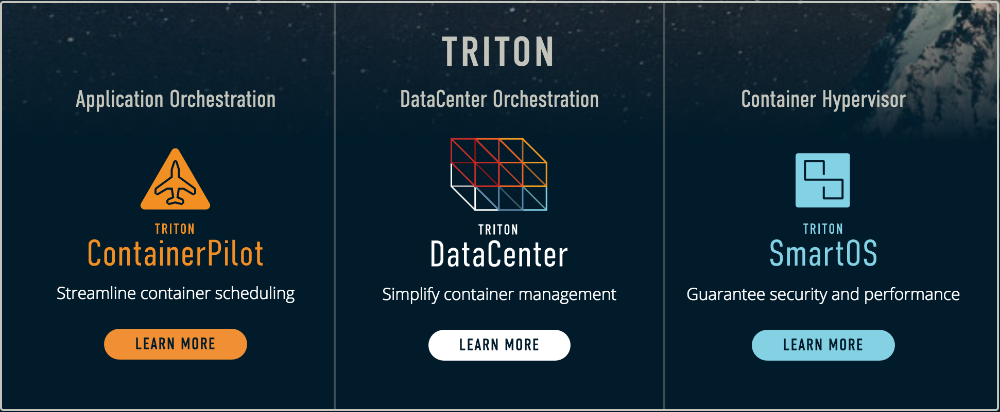 TRITON
Application Orchestration
TRITON
ContainerPilot
Streamline container scheduling
LEARN MORE
DataCenter Orchestration
TRITON
DataCenter
Simplify container management
LEARN MORE
Container Hypervisor
TRITON
SmartOS
Guarantee security and performance
LEARN MORE